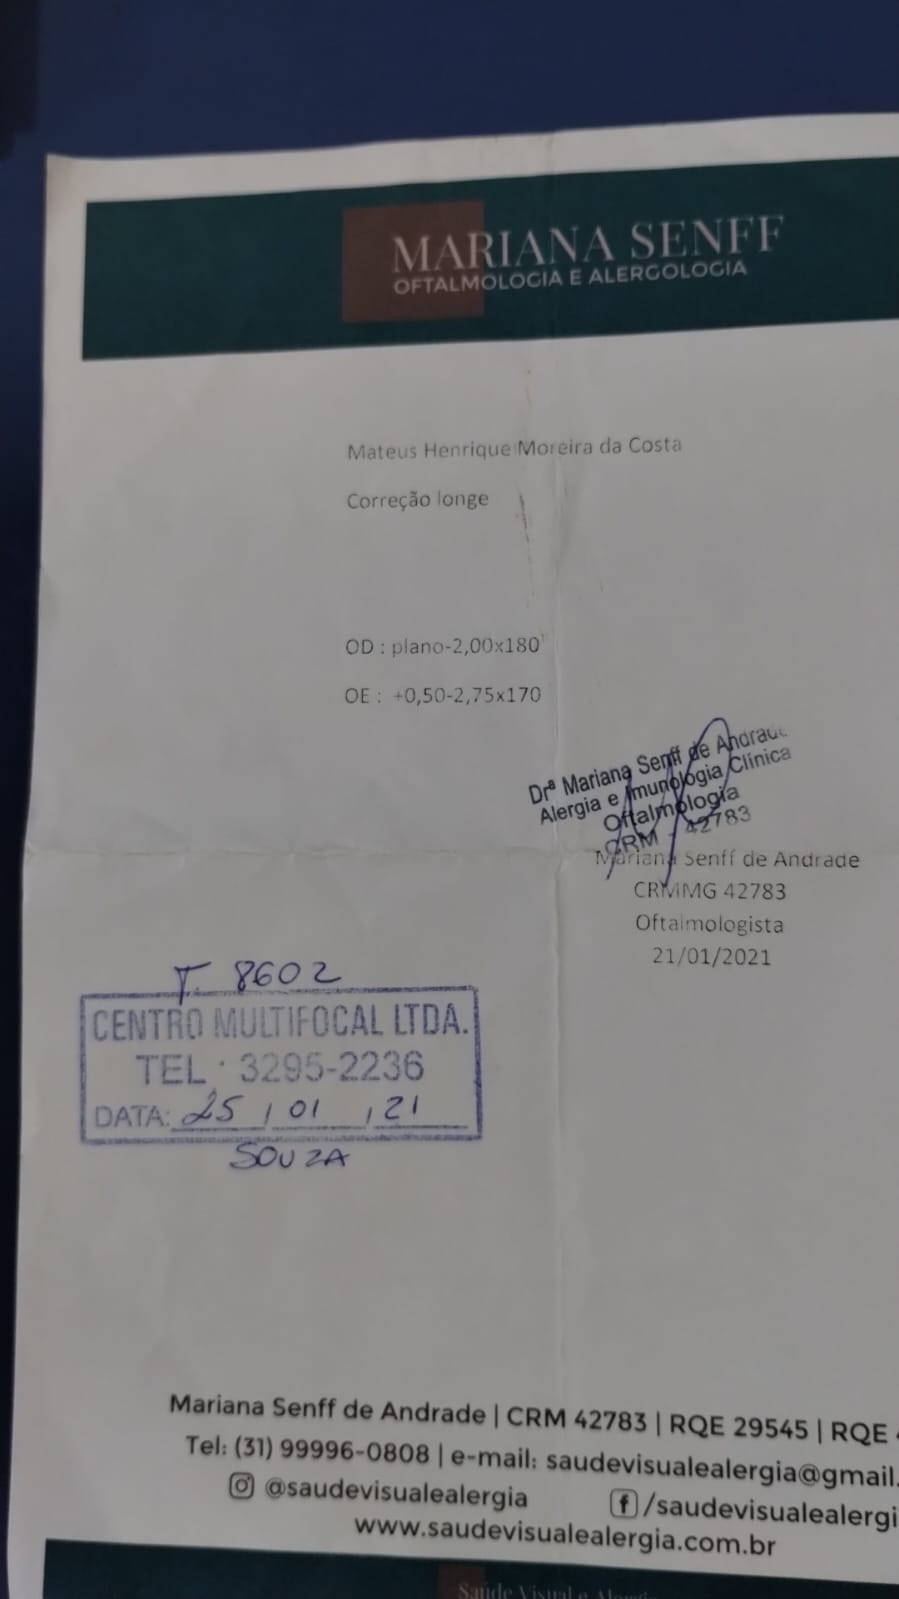 MARIANA SENFF
OFTALMOLOGIA E ALERGOLOGIA
Mateus Henrique Moreira da Costa
Correção longe
OD : plano-2,00x180
OE : +0,50-2,75x170
Drª Mariana Senff de Andrade
Alergia e Imunologia Clínica
Oftalmologia
CRM - 42783
Mariana Senff de Andrade
CRMMG 42783
Oftalmologista
21/01/2021
T. 8602
CENTRO MULTIFOCAL LTDA.
TEL : 3295-2236
DATA: 25 / 01 / 21
SOUZA
Mariana Senff de Andrade | CRM 42783 | RQE 29545 | RQE
Tel: (31) 99996-0808 | e-mail: saudevisualealergia@gmail.
@saudevisualealergia
/saudevisualealergi
www.saudevisualealergia.com.br
Saúde Visual e